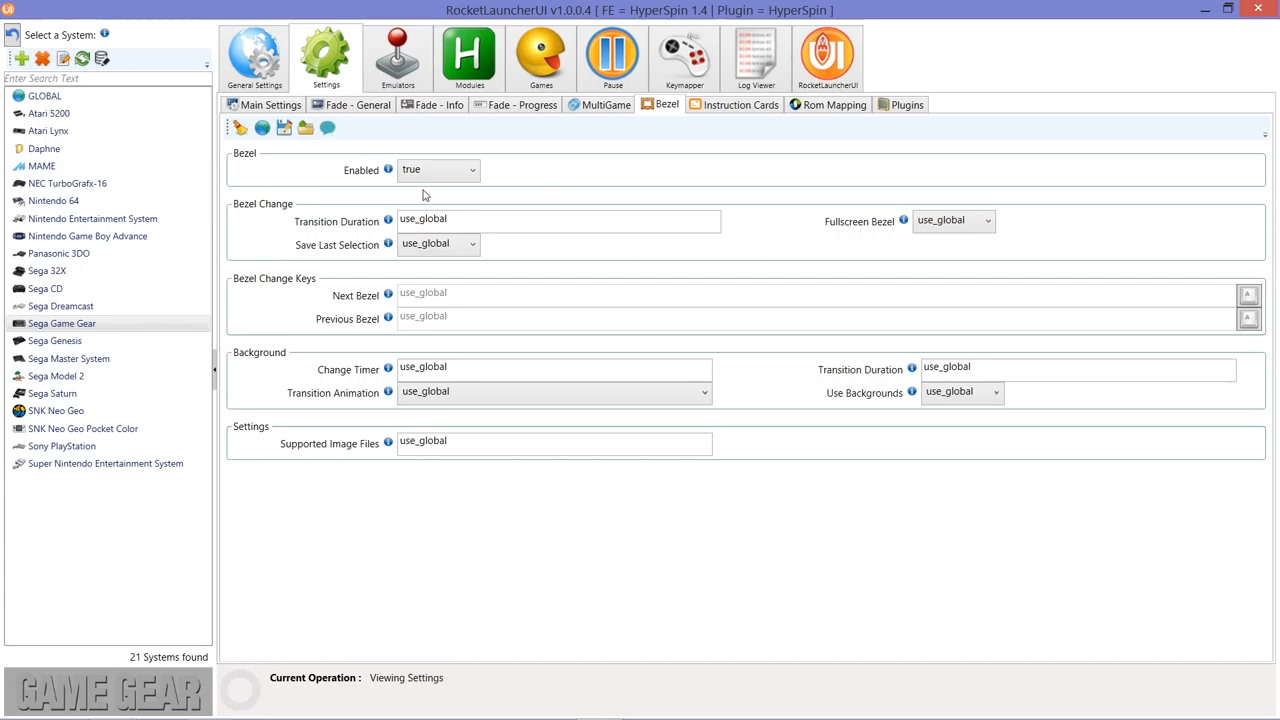 RocketLauncherUI v1.0.0.4 [ FE = HyperSpin 1.4 | Plugin = HyperSpin ]
Select a System:
Enter Search Text
GLOBAL
Atari 5200
Atari Lynx
Daphne
MAME
NEC TurboGrafx-16
Nintendo 64
Nintendo Entertainment System
Nintendo Game Boy Advance
Panasonic 3DO
Sega 32X
Sega CD
Sega Dreamcast
Sega Game Gear
Sega Genesis
Sega Master System
Sega Model 2
Sega Saturn
SNK Neo Geo
SNK Neo Geo Pocket Color
Sony PlayStation
Super Nintendo Entertainment System
21 Systems found
GAME GEAR
General Settings Settings Emulators Modules Games Pause Keymapper Log Viewer RocketLauncherUI
Main Settings Fade - General Fade - Info Fade - Progress MultiGame Bezel Instruction Cards Rom Mapping Plugins
Bezel
Enabled true
Bezel Change
Transition Duration use_global Fullscreen Bezel use_global
Save Last Selection use_global
Bezel Change Keys
Next Bezel use_global
Previous Bezel use_global
Background
Change Timer use_global Transition Duration use_global
Transition Animation use_global Use Backgrounds use_global
Settings
Supported Image Files use_global
Current Operation : Viewing Settings